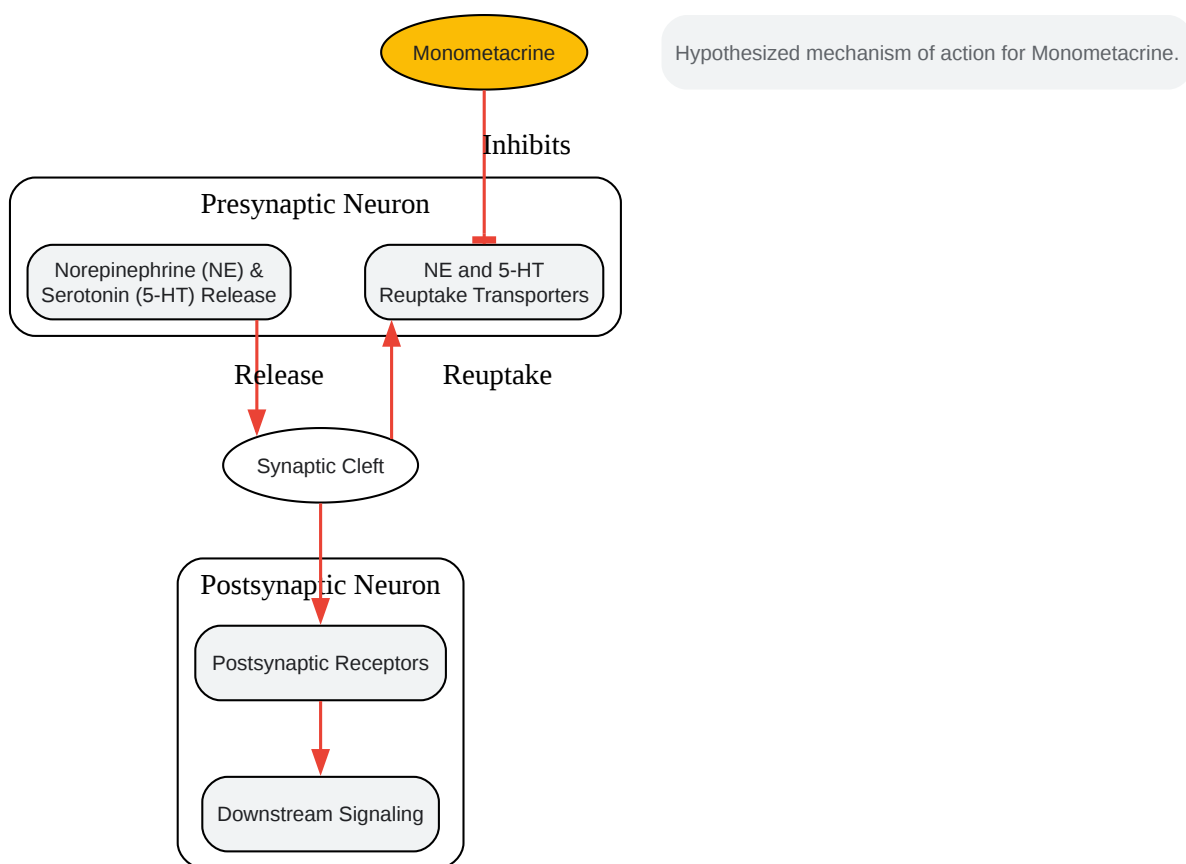 Monometacrine
Hypothesized mechanism of action for Monometacrine.
Inhibits
Presynaptic Neuron
Norepinephrine (NE) &
Serotonin (5-HT) Release
NE and 5-HT
Reuptake Transporters
Release
Reuptake
Synaptic Cleft
Postsynaptic Neuron
Postsynaptic Receptors
Downstream Signaling